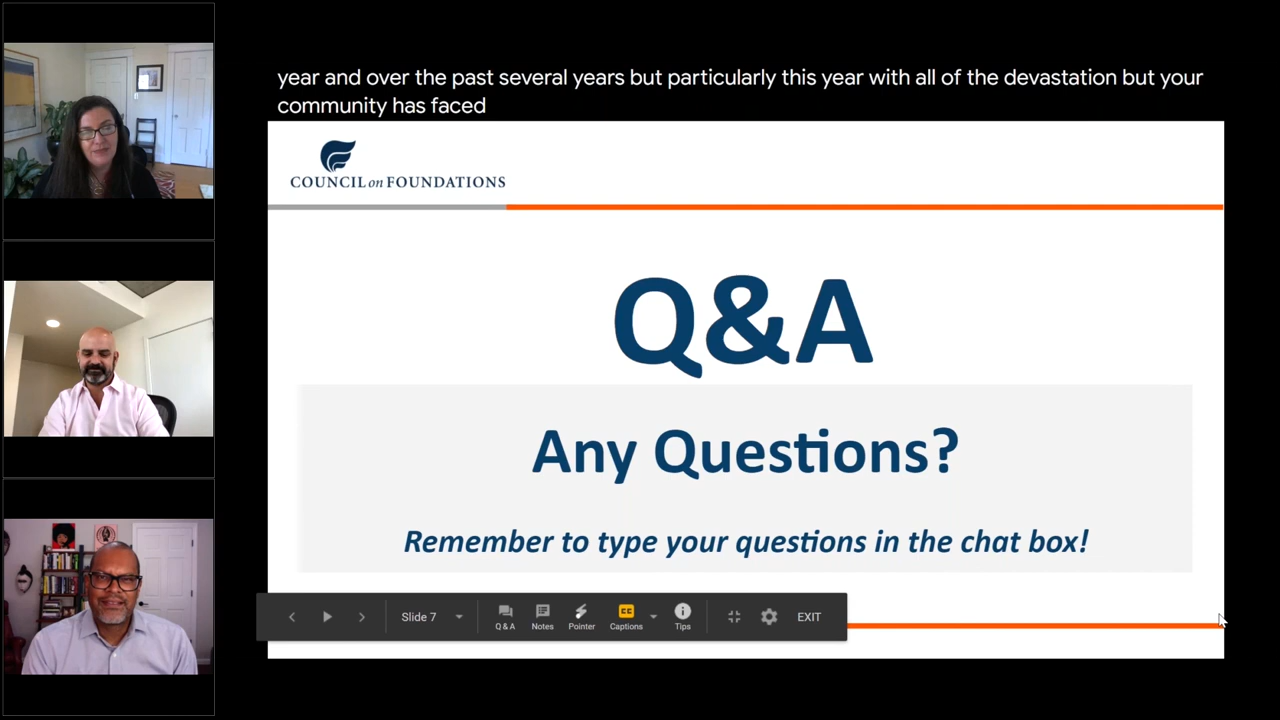 year and over the past several years but particularly this year with all of the devastation but your
community has faced
COUNCIL on FOUNDATIONS
Q&A
Any Questions?
Remember to type your questions in the chat box!
Slide 7
Q & A
Notes
Pointer
CC
Captions
Tips
EXIT